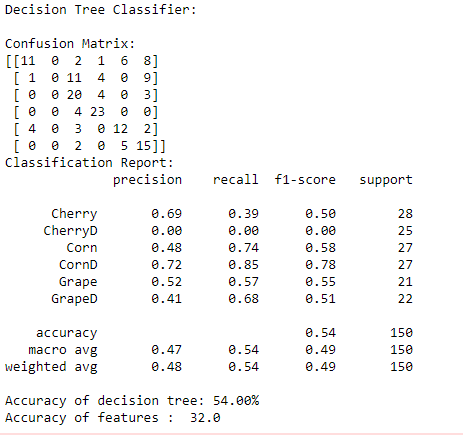 Decision Tree Classifier:
Confusion Matrix:
[[11 0 2 1 6 8]
[ 1 0 11 4 0 9]
[ 0 0 20 4 0 3]
[ 0 0 4 23 0 0]
[ 4 0 3 0 12 2]
[ 0 0 2 0 5 15]]
Classification Report:
precision recall f1-score support
Cherry 0.69 0.39 0.50 28
CherryD 0.00 0.00 0.00 25
Corn 0.48 0.74 0.58 27
CornD 0.72 0.85 0.78 27
Grape 0.52 0.57 0.55 21
GrapeD 0.41 0.68 0.51 22
accuracy 0.54 150
macro avg 0.47 0.54 0.49 150
weighted avg 0.48 0.54 0.49 150
Accuracy of decision tree: 54.00%
Accuracy of features : 32.0